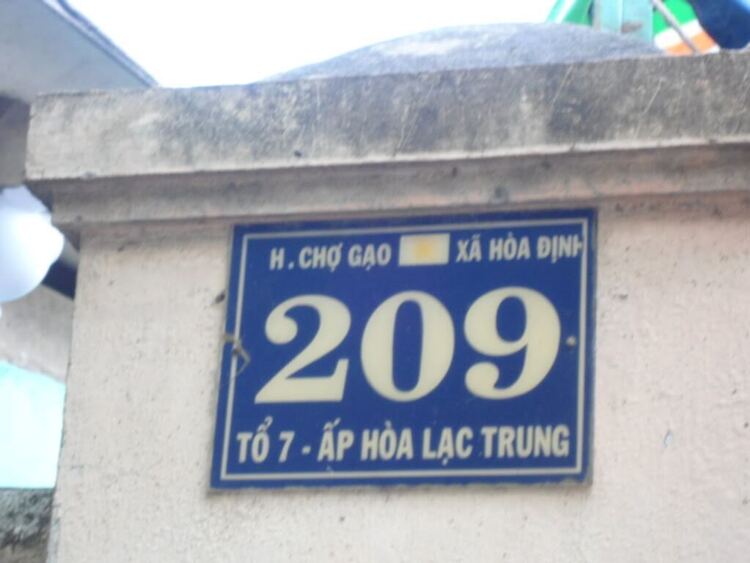 H. CHỢ GẠO XÃ HÒA ĐỊNH
209
TỔ 7 - ẤP HÒA LẠC TRUNG